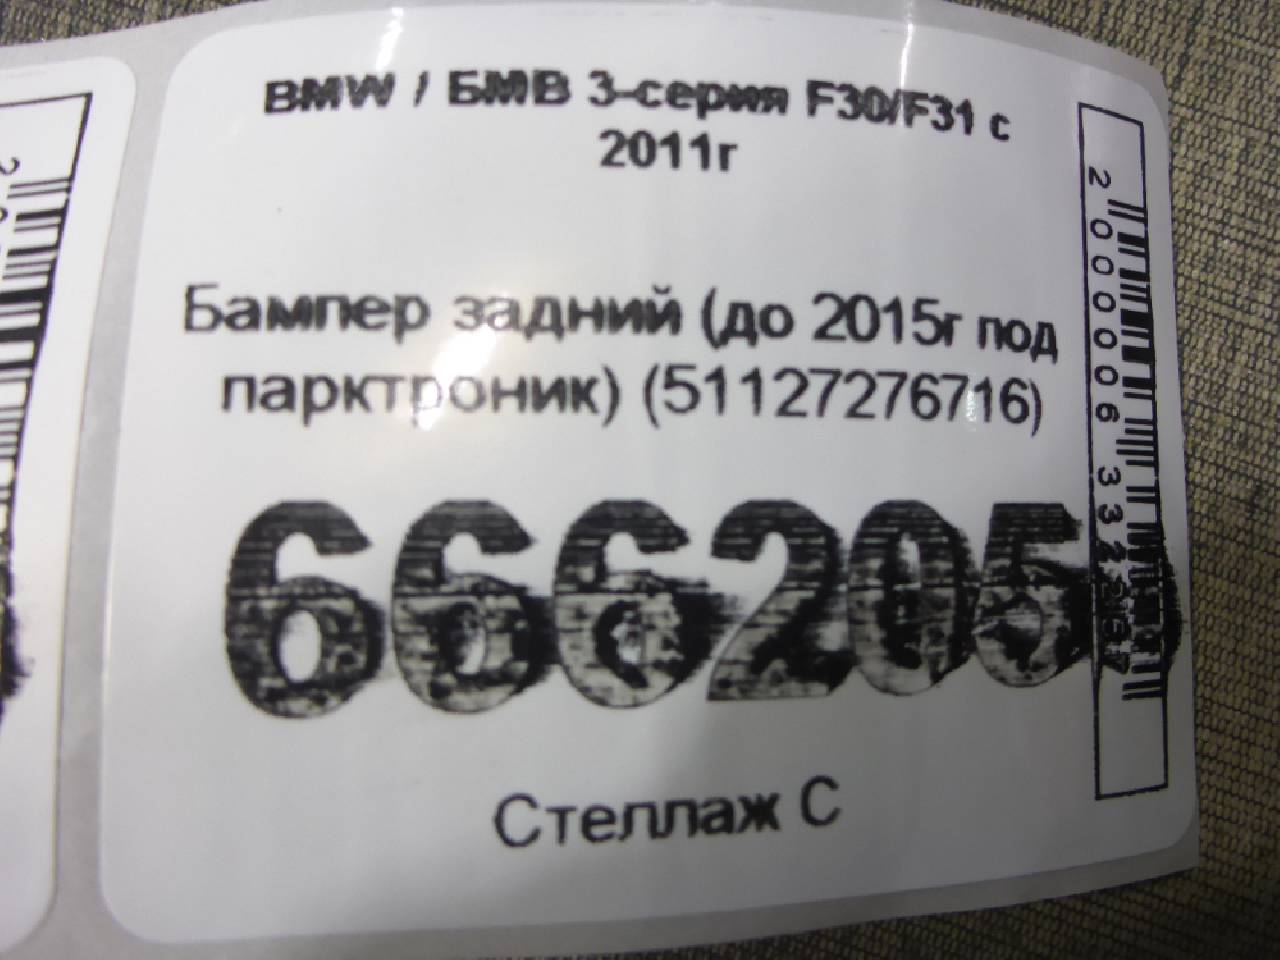 BMW / БМВ 3-серия F30/F31 с
2011г
Бампер задний (до 2015г под
парктроник) (51127276716)
666205
Стеллаж С